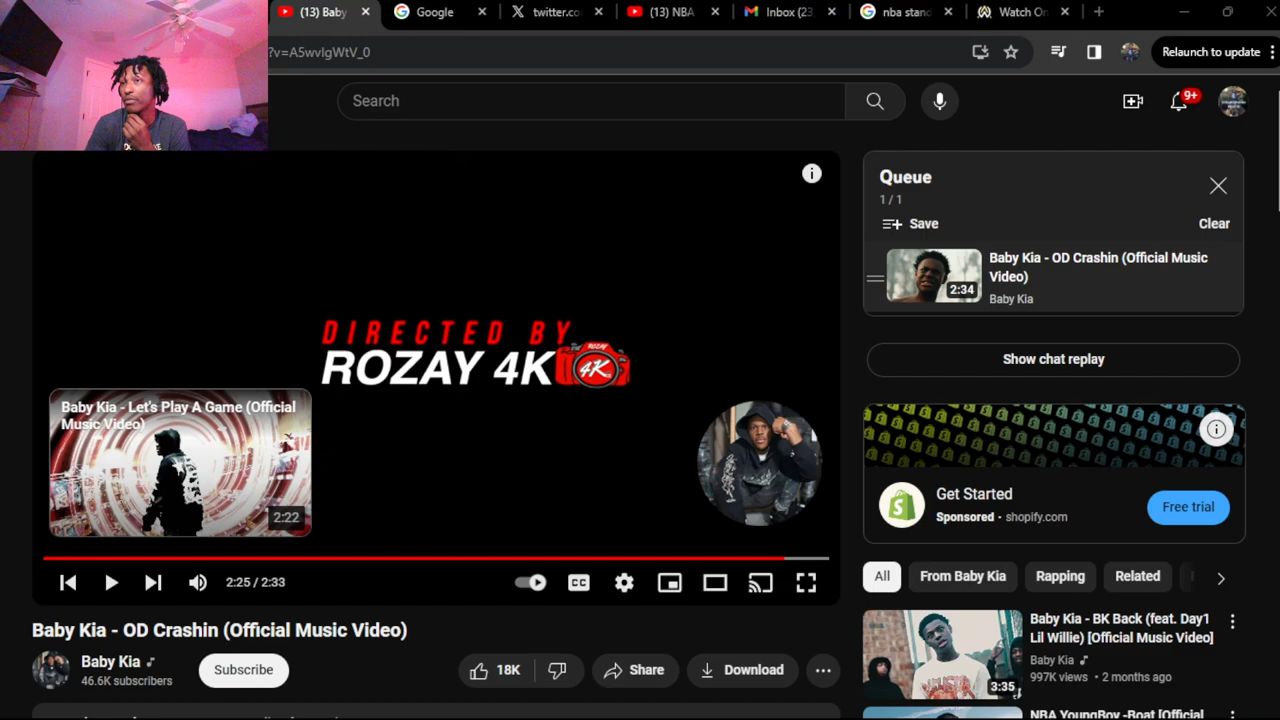 (13) Baby
Google
twitter.co
(13) NBA
Inbox (23
nba stand
Watch On
?v=A5wvIgWtV_0
Relaunch to update
Search
9+
DIRECTED BY
ROZAY 4K
ROZAY
4K
Baby Kia - Let's Play A Game (Official
Music Video)
2:22
2:25 / 2:33
CC
Baby Kia - OD Crashin (Official Music Video)
Baby Kia
46.6K subscribers
Subscribe
18K
Share
Download
Queue
1 / 1
Save
Clear
Baby Kia - OD Crashin (Official Music
Video)
2:34
Baby Kia
Show chat replay
Get Started
Sponsored · shopify.com
Free trial
All
From Baby Kia
Rapping
Related
Baby Kia - BK Back (feat. Day1
Lil Willie) [Official Music Video]
Baby Kia
997K views · 2 months ago
3:35
NBA YoungBoy -Boat [Official